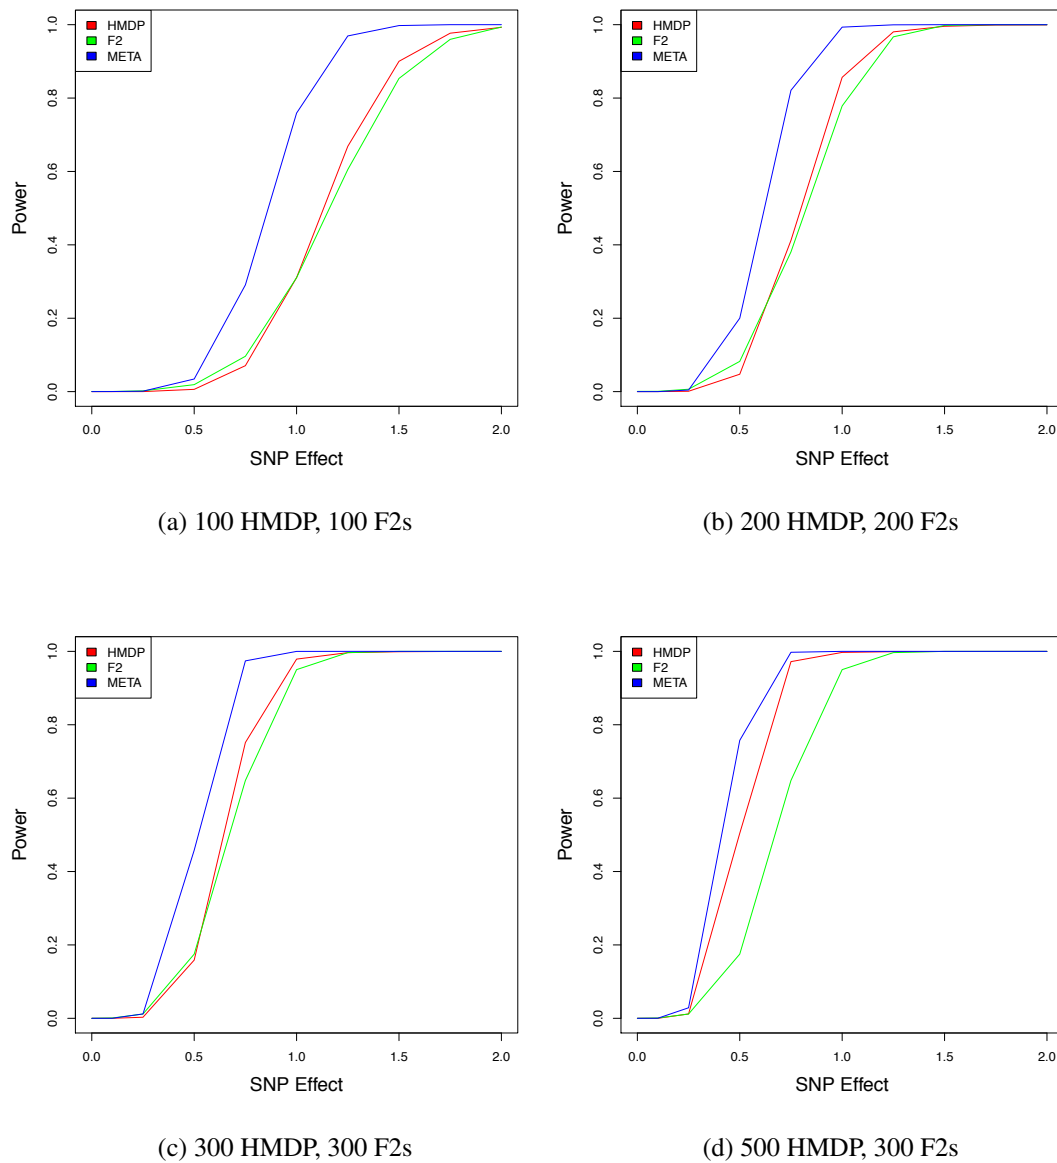 HMDP
F2
META
Power
0.0 0.2 0.4 0.6 0.8 1.0
0.0 0.5 1.0 1.5 2.0
SNP Effect
(a) 100 HMDP, 100 F2s
HMDP
F2
META
Power
0.0 0.2 0.4 0.6 0.8 1.0
0.0 0.5 1.0 1.5 2.0
SNP Effect
(b) 200 HMDP, 200 F2s
HMDP
F2
META
Power
0.0 0.2 0.4 0.6 0.8 1.0
0.0 0.5 1.0 1.5 2.0
SNP Effect
(c) 300 HMDP, 300 F2s
HMDP
F2
META
Power
0.0 0.2 0.4 0.6 0.8 1.0
0.0 0.5 1.0 1.5 2.0
SNP Effect
(d) 500 HMDP, 300 F2s